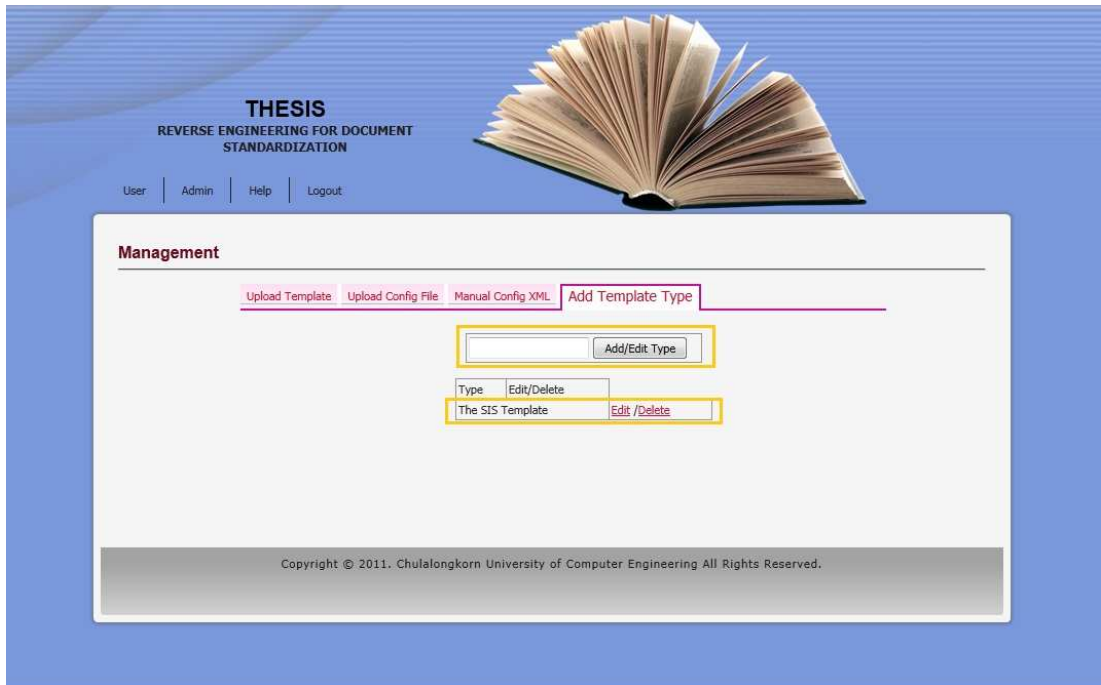 THESIS
REVERSE ENGINEERING FOR DOCUMENT
STANDARDIZATION
User Admin Help Logout
Management
Upload Template Upload Config File Manual Config XML Add Template Type
Add/Edit Type
Type Edit/Delete
The SIS Template Edit /Delete
Copyright © 2011. Chulalongkorn University of Computer Engineering All Rights Reserved.